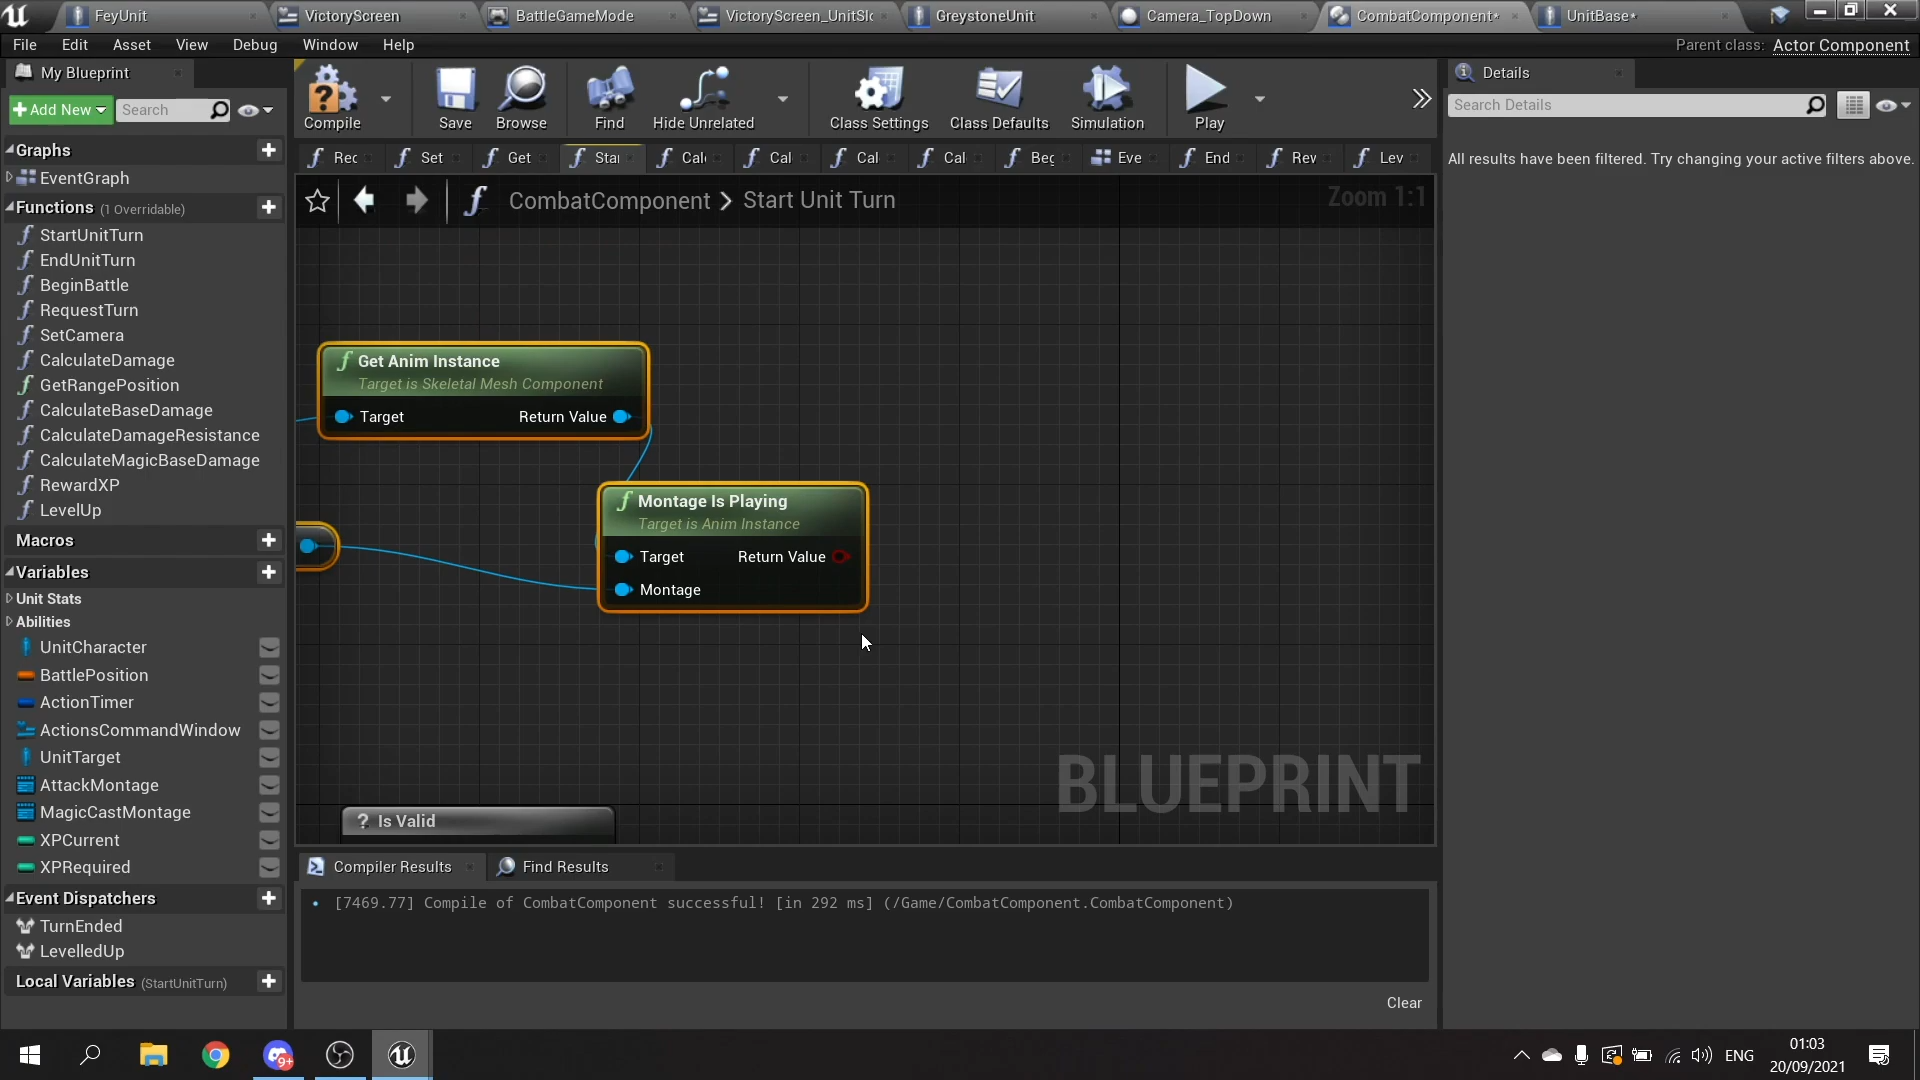 FeyUnit
VictoryScreen
BattleGameMode
VictoryScreen_UnitSlo
GreystoneUnit
Camera_TopDown
CombatComponent*
UnitBase*
File Edit Asset View Debug Window Help
Parent class: Actor Component
My Blueprint
Details
Add New
Search
Compile
Save
Browse
Find
Hide Unrelated
Class Settings
Class Defaults
Simulation
Play
Search Details
All results have been filtered. Try changing your active filters above.
Rec
Set
Get
Sta
Calc
Cal
Cal
Cal
Beg
Eve
End
Rev
Lev
CombatComponent > Start Unit Turn
Zoom 1:1
Graphs
EventGraph
Functions (1 Overridable)
StartUnitTurn
EndUnitTurn
BeginBattle
RequestTurn
SetCamera
CalculateDamage
GetRangePosition
CalculateBaseDamage
CalculateDamageResistance
CalculateMagicBaseDamage
RewardXP
LevelUp
Macros
Variables
Unit Stats
Abilities
UnitCharacter
BattlePosition
ActionTimer
ActionsCommandWindow
UnitTarget
AttackMontage
MagicCastMontage
XPCurrent
XPRequired
Event Dispatchers
TurnEnded
LevelledUp
Local Variables (StartUnitTurn)
Get Anim Instance
Target is Skeletal Mesh Component
Target
Return Value
Montage Is Playing
Target is Anim Instance
Target
Return Value
Montage
? Is Valid
BLUEPRINT
Compiler Results
Find Results
[7469.77] Compile of CombatComponent successful! [in 292 ms] (/Game/CombatComponent.CombatComponent)
Clear
9+
ENG
01:03
20/09/2021